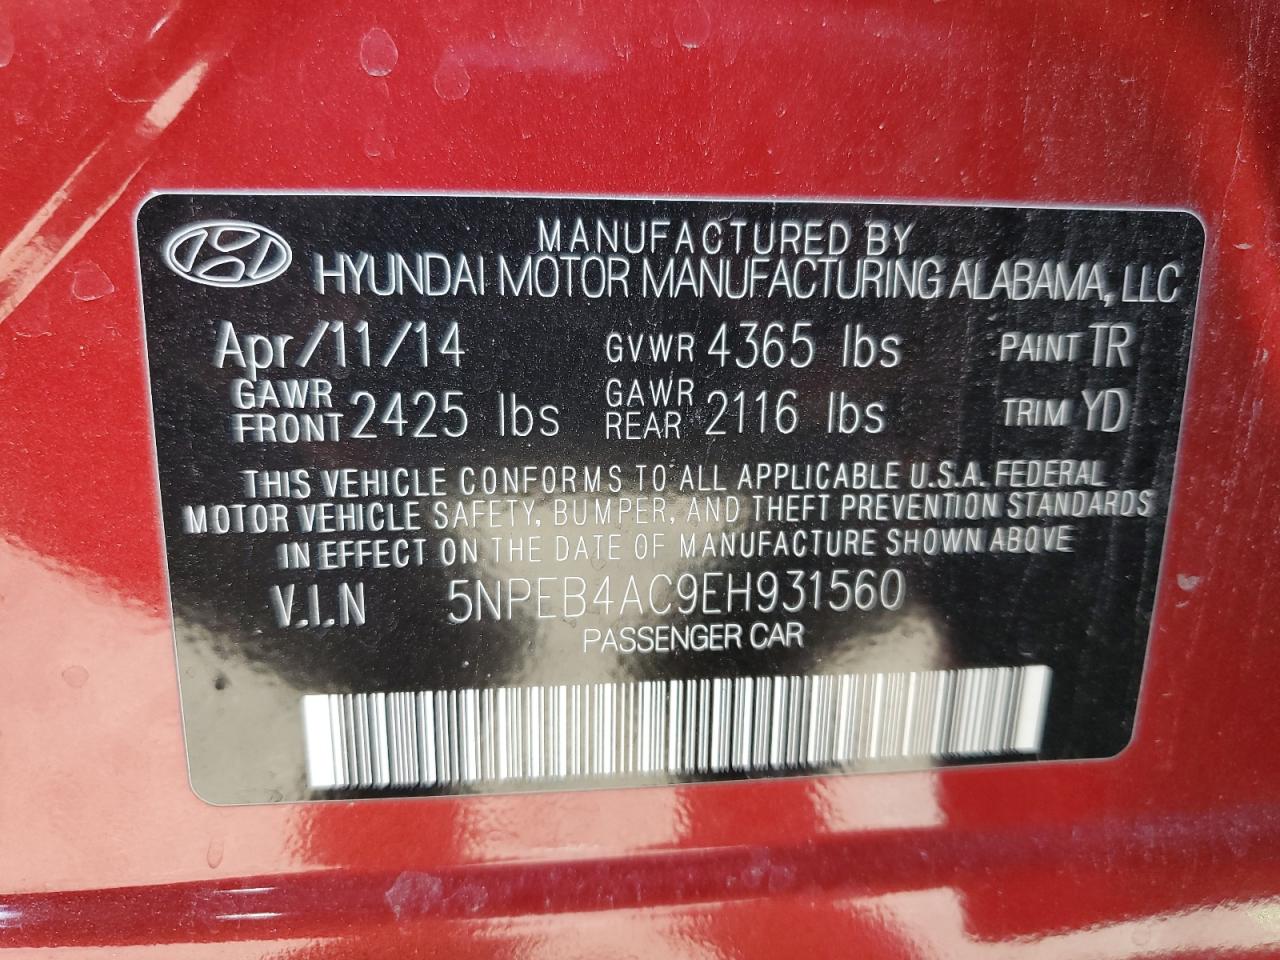 MANUFACTURED BY
HYUNDAI MOTOR MANUFACTURING ALABAMA, LLC
Apr/11/14 GVWR 4365 lbs PAINT TR
GAWR FRONT 2425 lbs GAWR REAR 2116 lbs TRIM YD
THIS VEHICLE CONFORMS TO ALL APPLICABLE U.S.A. FEDERAL
MOTOR VEHICLE SAFETY, BUMPER, AND THEFT PREVENTION STANDARDS
IN EFFECT ON THE DATE OF MANUFACTURE SHOWN ABOVE
V.I.N 5NPEB4AC9EH931560
PASSENGER CAR